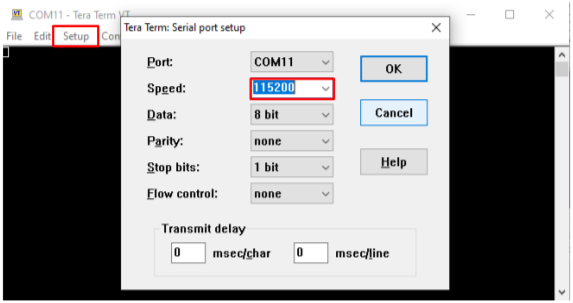 COM11 - Tera Term VT
File Edit Setup Con
Tera Term: Serial port setup
Port: COM11
OK
Speed: 115200
Data: 8 bit
Cancel
Parity: none
Stop bits: 1 bit
Help
Flow control: none
Transmit delay
0 msec/char 0 msec/line